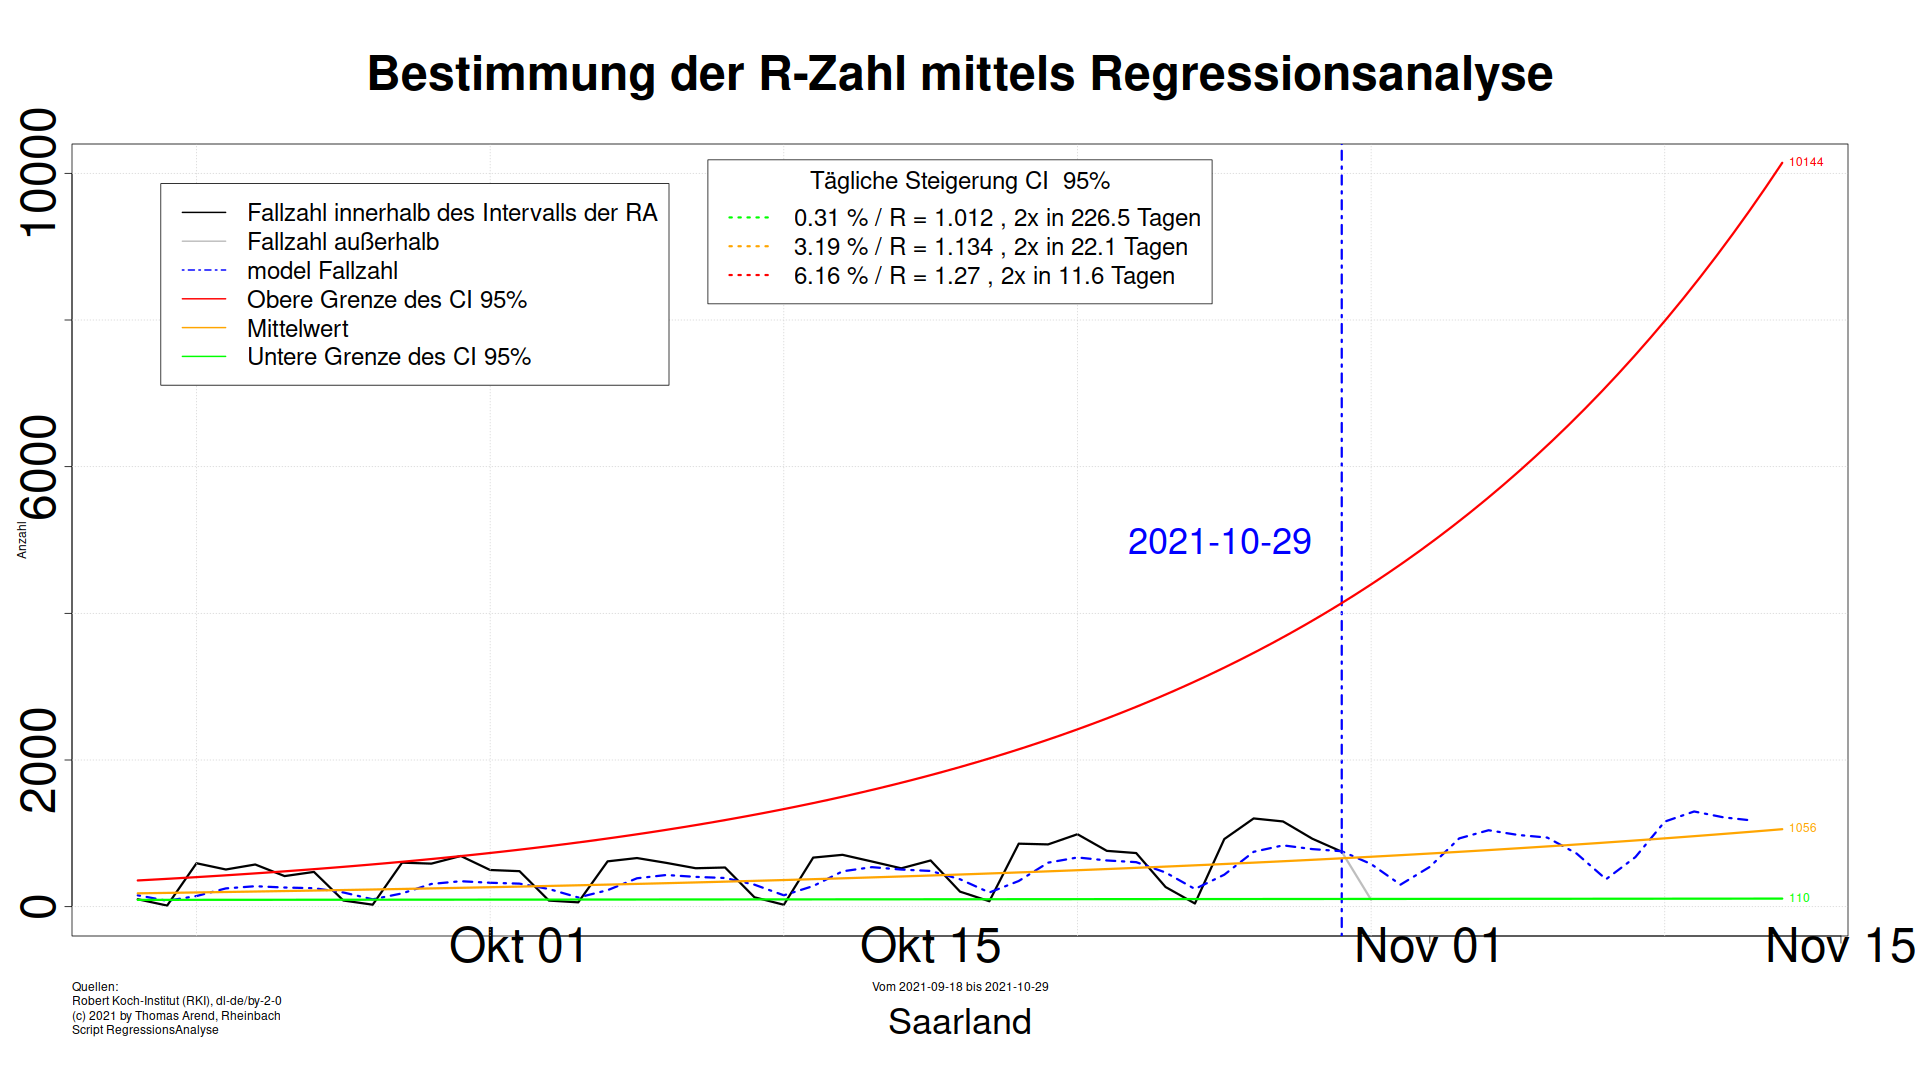 Bestimmung der R-Zahl mittels Regressionsanalyse
10000
6000
2000
0
Anzahl
Fallzahl innerhalb des Intervalls der RA
Fallzahl außerhalb
model Fallzahl
Obere Grenze des CI 95%
Mittelwert
Untere Grenze des CI 95%
Tägliche Steigerung CI 95%
0.31 % / R = 1.012 , 2x in 226.5 Tagen
3.19 % / R = 1.134 , 2x in 22.1 Tagen
6.16 % / R = 1.27 , 2x in 11.6 Tagen
10144
2021-10-29
1056
110
Okt 01
Okt 15
Nov 01
Nov 15
Quellen:
Robert Koch-Institut (RKI), dl-de/by-2-0
(c) 2021 by Thomas Arend, Rheinbach
Script RegressionsAnalyse
Vom 2021-09-18 bis 2021-10-29
Saarland